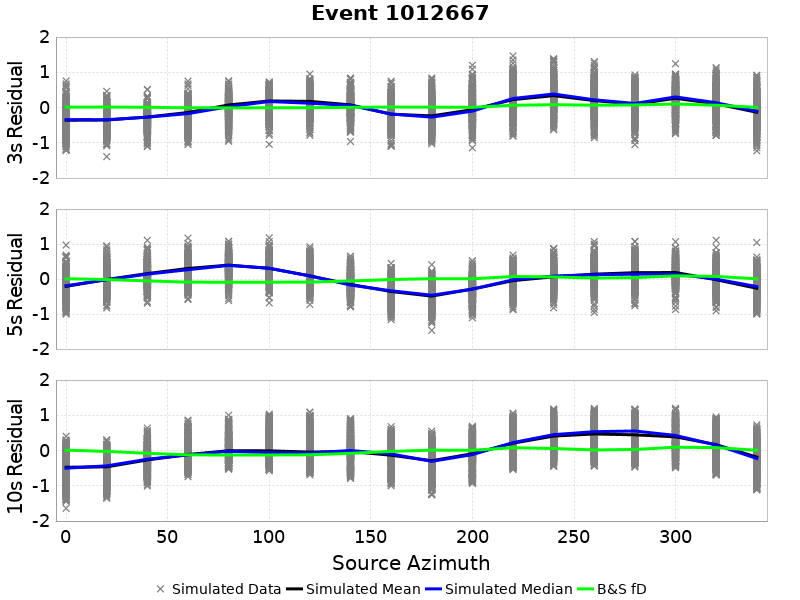 Event 1012667
3s Residual
2
1
0
-1
-2
5s Residual
2
1
0
-1
-2
10s Residual
2
1
0
-1
-2
0 50 100 150 200 250 300
Source Azimuth
Simulated Data Simulated Mean Simulated Median B&S fD